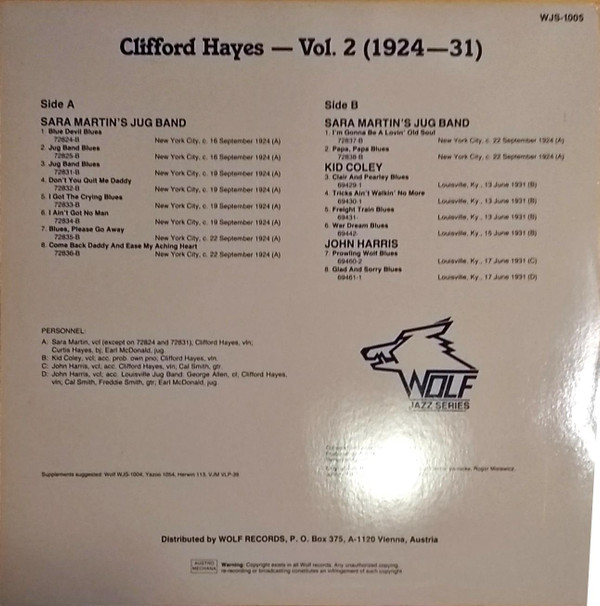 WJS-1005
Clifford Hayes — Vol. 2 (1924—31)
Side A
SARA MARTIN'S JUG BAND
1. Blue Devil Blues
72824-B New York City, c. 16 September 1924 (A)
2. Jug Band Blues
72825-B New York City, c. 16 September 1924 (A)
3. Jug Band Blues
72831-B New York City, c. 19 September 1924 (A)
4. Don't You Quit Me Daddy
72832-B New York City, c. 19 September 1924 (A)
5. I Got The Crying Blues
72833-B New York City, c. 19 September 1924 (A)
6. I Ain't Got No Man
72834-B New York City, c. 19 September 1924 (A)
7. Blues, Please Go Away
72835-B New York City, c. 22 September 1924 (A)
8. Come Back Daddy And Ease My Aching Heart
72836-B New York City, c. 22 September 1924 (A)
Side B
SARA MARTIN'S JUG BAND
1. I'm Gonna Be A Lovin' Old Soul
72837-B New York City, c. 22 September 1924 (A)
2. Papa, Papa Blues
72838-B New York City, c. 22 September 1924 (A)
KID COLEY
3. Clair And Pearley Blues
69429-1 Louisville, Ky., 13 June 1931 (B)
4. Tricks Ain't Walkin' No More
69430-1 Louisville, Ky., 13 June 1931 (B)
5. Freight Train Blues
69431- Louisville, Ky., 13 June 1931 (B)
6. War Dream Blues
69442- Louisville, Ky., 15 June 1931 (B)
JOHN HARRIS
7. Prowling Wolf Blues
69460-2 Louisville, Ky., 17 June 1931 (C)
8. Glad And Sorry Blues
69461-1 Louisville, Ky., 17 June 1931 (D)
PERSONNEL:
A: Sara Martin, vcl (except on 72824 and 72831); Clifford Hayes, vln;
Curtis Hayes, bj; Earl McDonald, jug.
B: Kid Coley, vcl; acc. prob. own pno; Clifford Hayes, vln.
C: John Harris, vcl; acc. Clifford Hayes, vln; Cal Smith, gtr.
D: John Harris, vcl; acc. Louisville Jug Band: George Allen, cl; Clifford Hayes,
vln; Cal Smith, Freddie Smith, gtr; Earl McDonald, jug.
WOLF
JAZZ SERIES
Supplements suggested: Wolf WJS-1004, Yazoo 1054, Herwin 113, VJM VLP-39.
Distributed by WOLF RECORDS, P. O. Box 375, A-1120 Vienna, Austria
AUSTRO
MECHANA
Warning: Copyright exists in all Wolf records. Any unauthorized copying,
re-recording or broadcasting constitutes an infringement of such copyright.